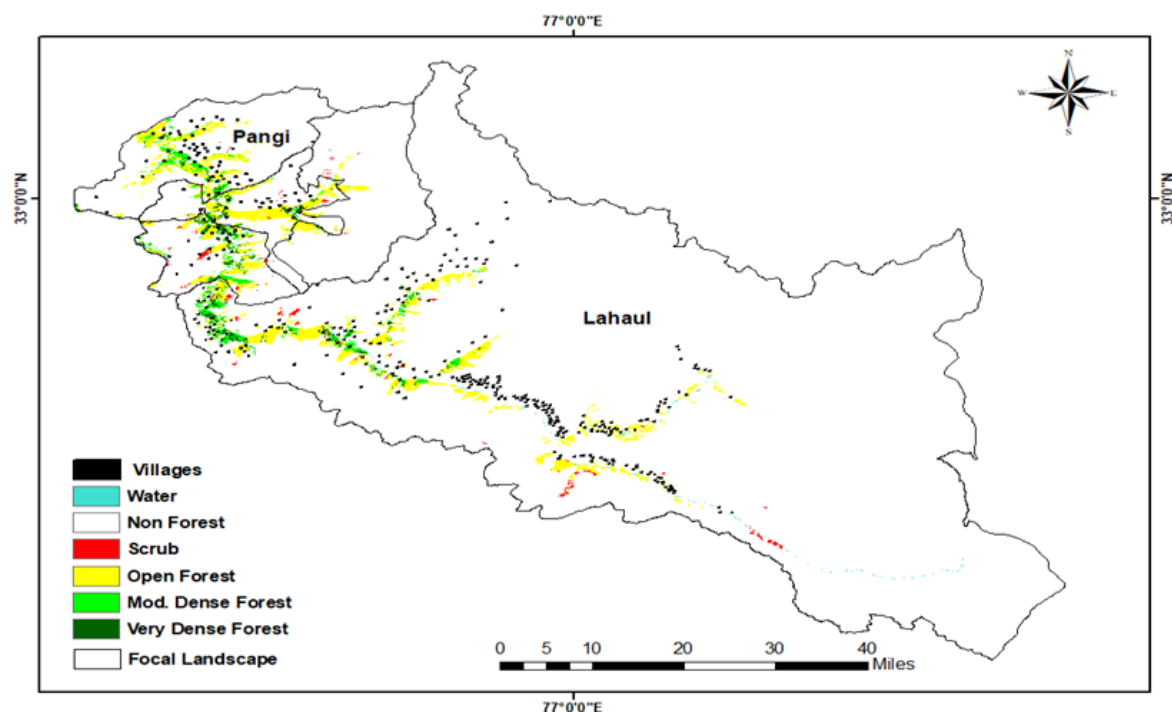 77°0'0"E
N
W
E
S
33°0'0"N
33°0'0"N
Pangi
Lahaul
Villages
Water
Non Forest
Scrub
Open Forest
Mod. Dense Forest
Very Dense Forest
Focal Landscape
0 5 10 20 30 40
Miles
77°0'0"E